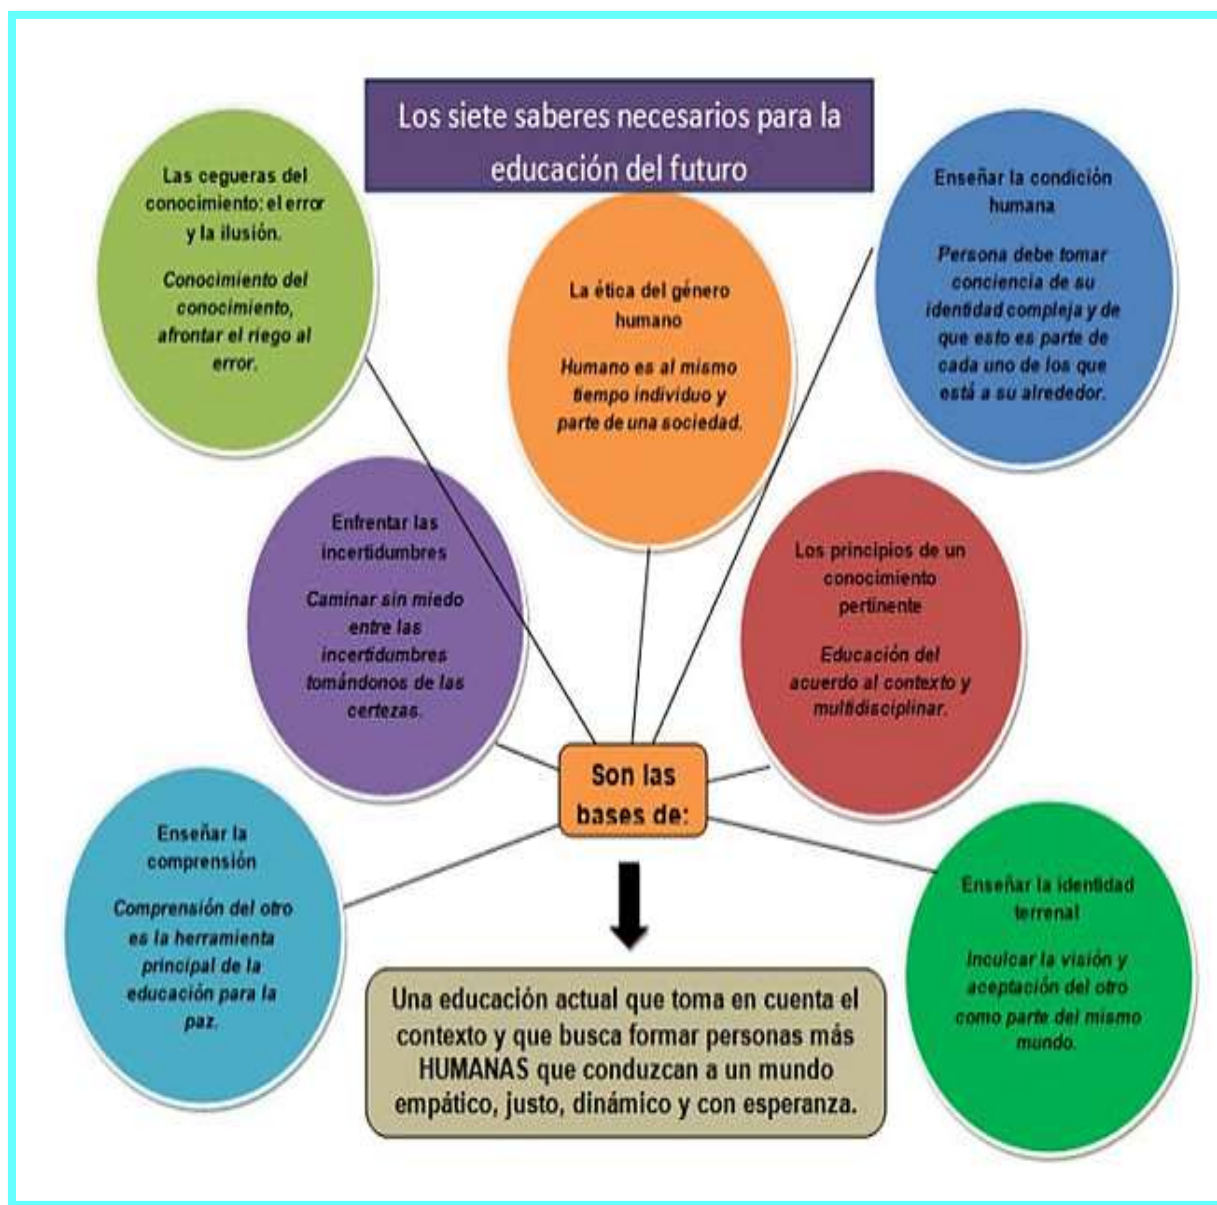 Los siete saberes necesarios para la
educación del futuro
Las cegueras del
conocimiento: el error
y la ilusión.
Conocimiento del
conocimiento,
afrontar el riego al
error.
La ética del género
humano
Humano es al mismo
tiempo individuo y
parte de una sociedad.
Enseñar la condición
humana
Persona debe tomar
conciencia de su
identidad compleja y de
que esto es parte de
cada uno de los que
está a su alrededor.
Enfrentar las
incertidumbres
Caminar sin miedo
entre las
incertidumbres
tomándonos de las
certezas.
Los principios de un
conocimiento
pertinente
Educación del
acuerdo al contexto y
multidisciplinar.
Son las
bases de:
Enseñar la
comprensión
Comprensión del otro
es la herramienta
principal de la
educación para la
paz.
Enseñar la identidad
terrenal
Inculcar la visión y
aceptación del otro
como parte del mismo
mundo.
Una educación actual que toma en cuenta el
contexto y que busca formar personas más
HUMANAS que conduzcan a un mundo
empático, justo, dinámico y con esperanza.